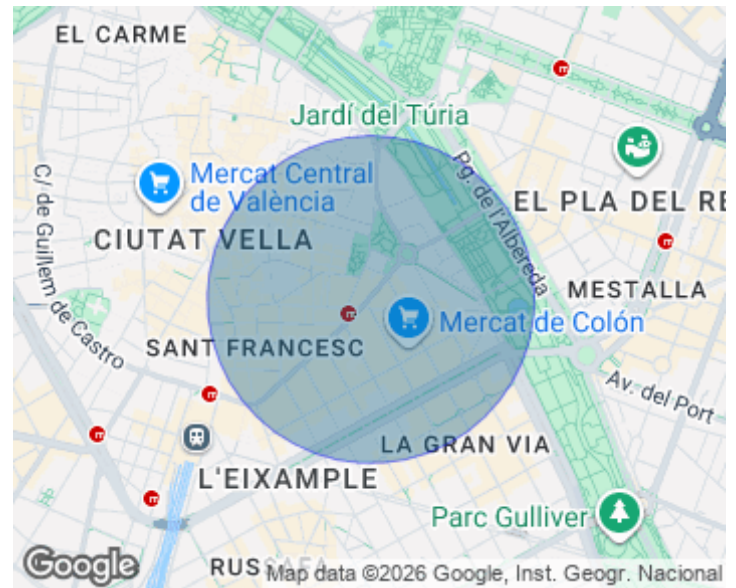 EL CARME
Jardí del Túria
Mercat Central
de València
Pg. de l'Albereda
C/ de Guillem de Castro
EL PLA DEL RE
CIUTAT VELLA
MESTALLA
Mercat de Colón
SANT FRANCESC
Av. del Port
LA GRAN VIA
L'EIXAMPLE
Parc Gulliver
Google
RUSSAFA
Map data ©2026 Google, Inst. Geogr. Nacional